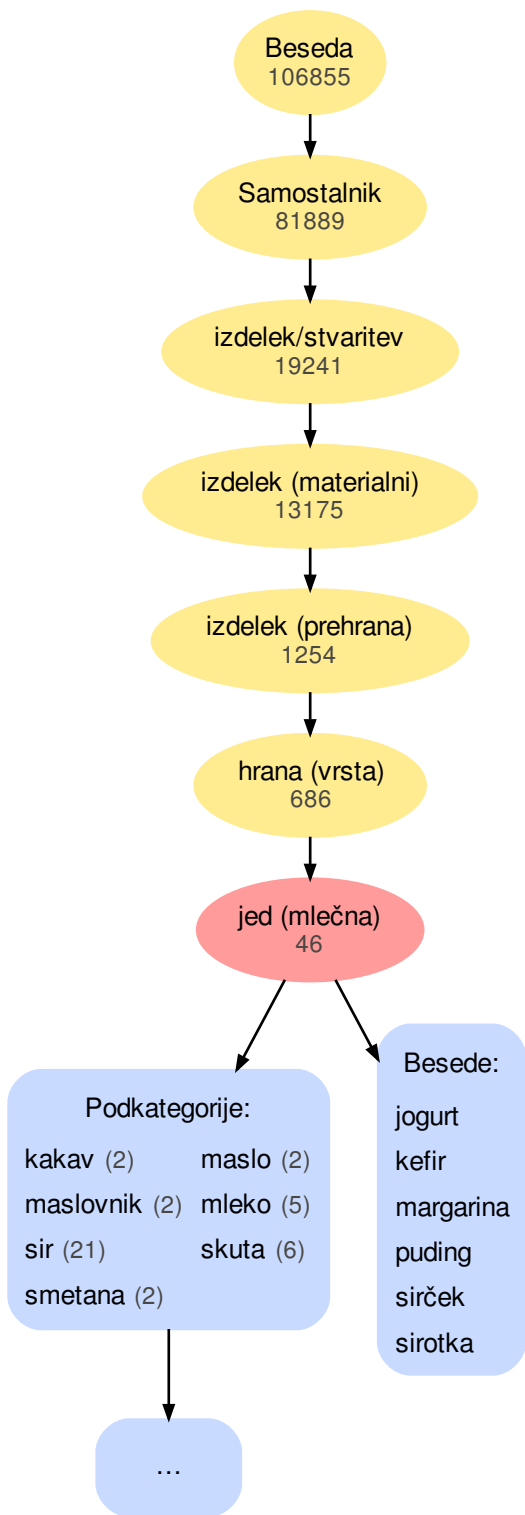 Beseda
106855
Samostalnik
81889
izdelek/stvaritev
19241
izdelek (materialni)
13175
izdelek (prehrana)
1254
hrana (vrsta)
686
jed (mlečna)
46
Podkategorije:
kakav (2) maslo (2)
maslovnik (2) mleko (5)
sir (21) skuta (6)
smetana (2)
Besede:
jogurt
kefir
margarina
puding
sirček
sirotka
...